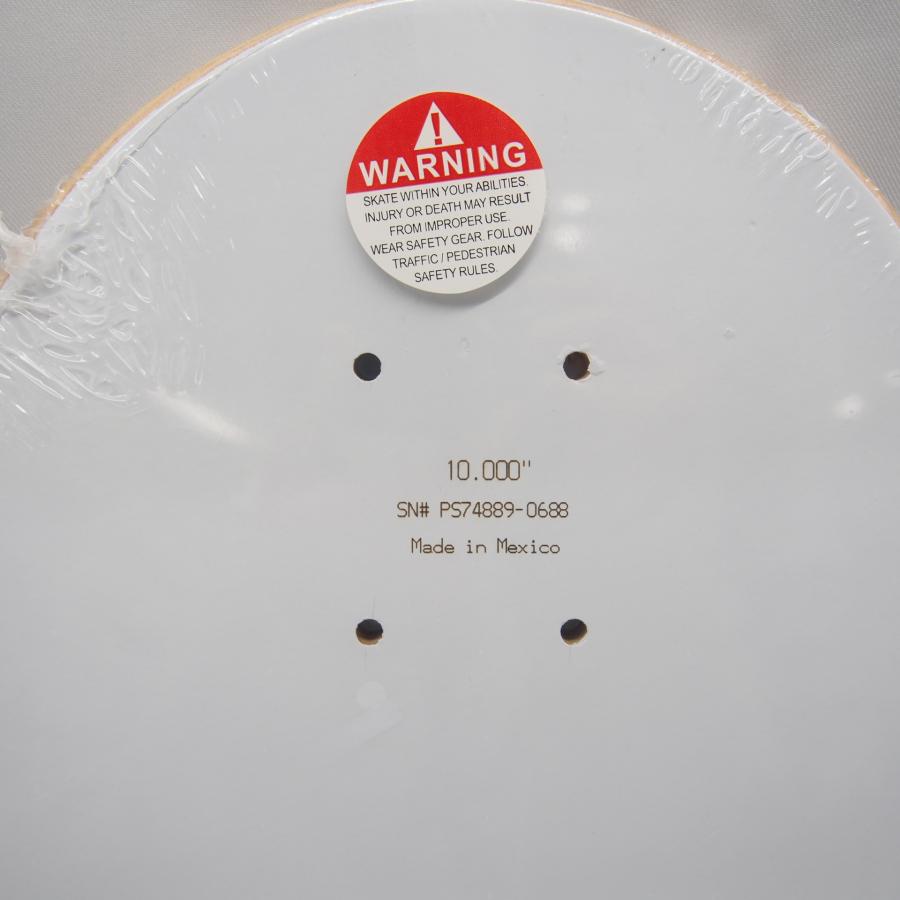 !
WARNING
SKATE WITHIN YOUR ABILITIES.
INJURY OR DEATH MAY RESULT
FROM IMPROPER USE.
WEAR SAFETY GEAR. FOLLOW
TRAFFIC / PEDESTRIAN
SAFETY RULES.
10.000"
SN# PS74889-0688
Made in Mexico